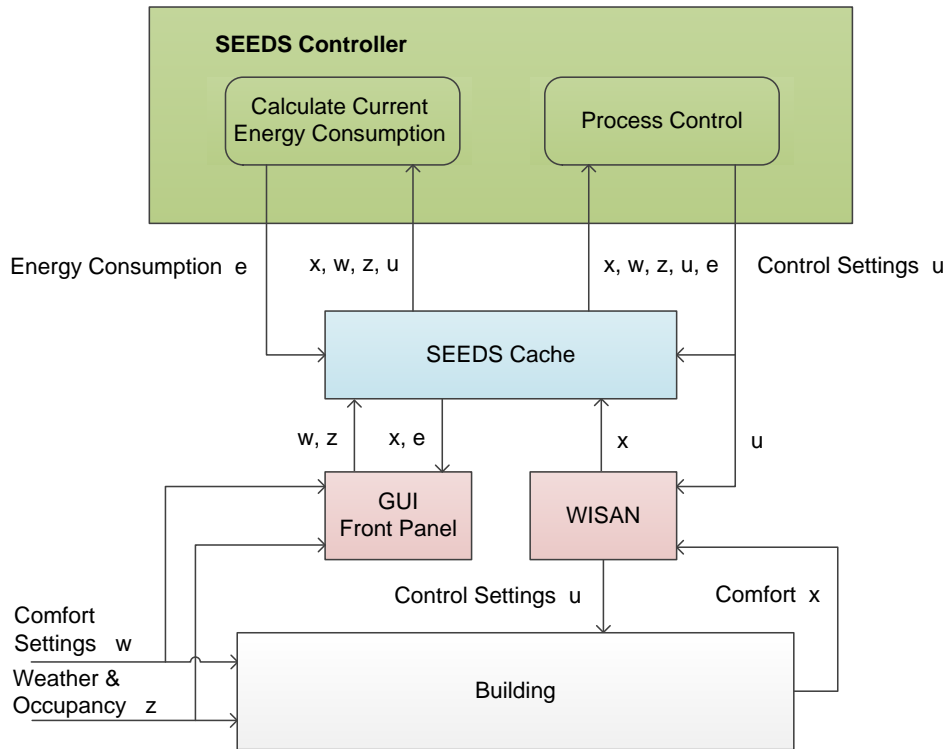 SEEDS Controller
Calculate Current
Energy Consumption
Process Control
Energy Consumption e
x, w, z, u
x, w, z, u, e
Control Settings u
SEEDS Cache
w, z
x, e
x
u
GUI
Front Panel
WISAN
Control Settings u
Comfort x
Comfort
Settings w
Weather &
Occupancy z
Building